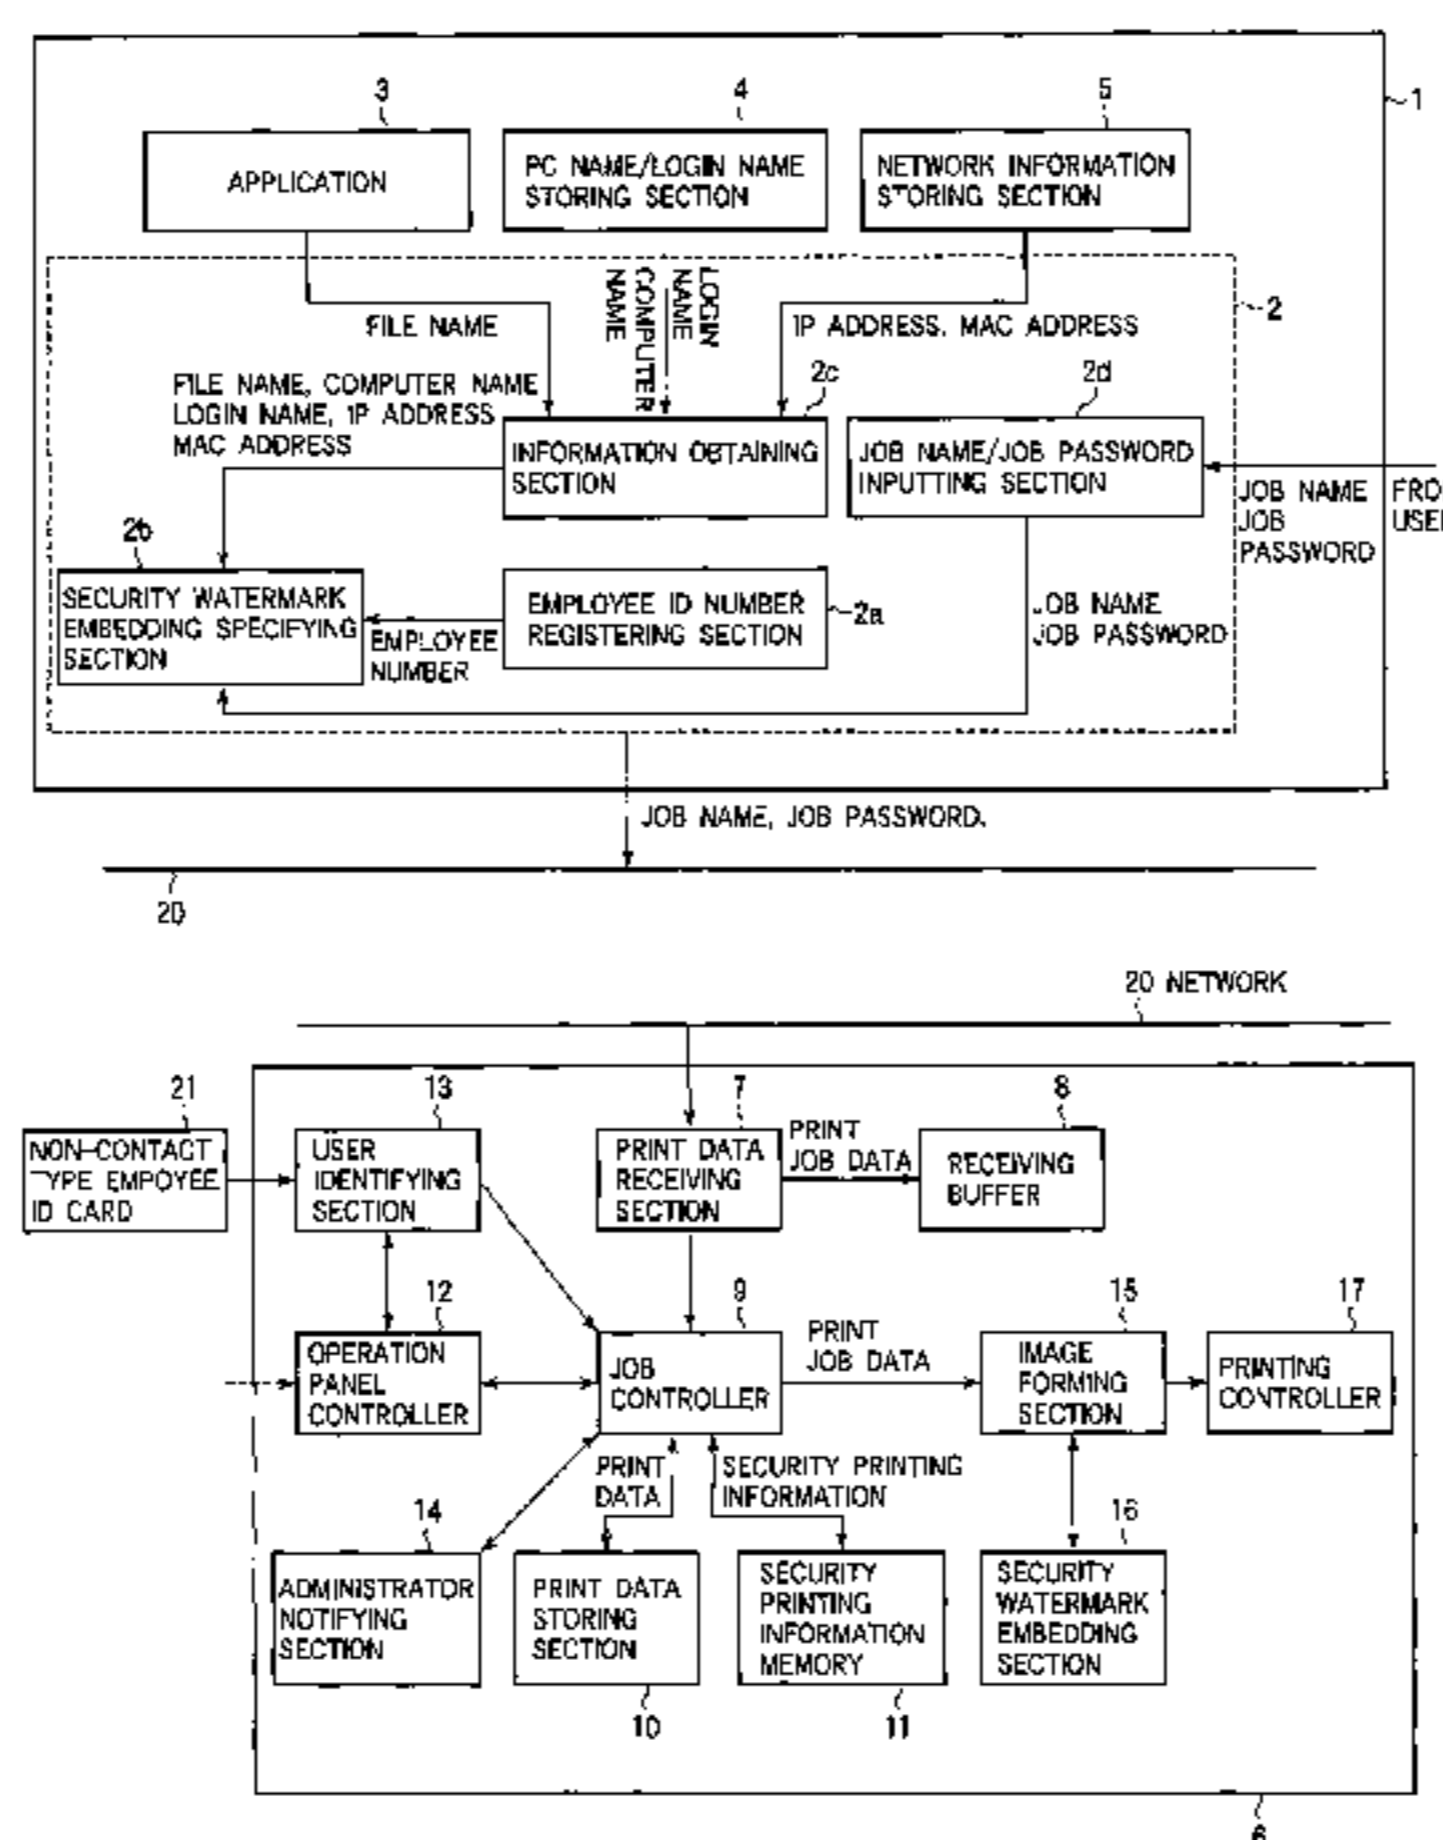 3
4
5
1
APPLICATION
PC NAME/LOGIN NAME
STORING SECTION
NETWORK INFORMATION
STORING SECTION
LOGIN
NAME
COMPUTER
NAME
2
FILE NAME
IP ADDRESS. MAC ADDRESS
2c
2d
FILE NAME, COMPUTER NAME
LOGIN NAME, IP ADDRESS
MAC ADDRESS
INFORMATION OBTAINING
SECTION
JOB NAME/JOB PASSWORD
INPUTTING SECTION
JOB NAME
JOB
PASSWORD
FRO
USE
2b
SECURITY WATERMARK
EMBEDDING SPECIFYING
SECTION
EMPLOYEE
NUMBER
EMPLOYEE ID NUMBER
REGISTERING SECTION
2a
JOB NAME
JOB PASSWORD
JOB NAME, JOB PASSWORD.
20
20 NETWORK
21
13
7
8
NON-CONTACT
TYPE EMPOYEE
ID CARD
USER
IDENTIFYING
SECTION
PRINT DATA
RECEIVING
SECTION
PRINT
JOB DATA
RECEIVING
BUFFER
12
9
15
17
OPERATION
PANEL
CONTROLLER
JOB
CONTROLLER
PRINT
JOB DATA
IMAGE
FORMING
SECTION
PRINTING
CONTROLLER
PRINT
DATA
SECURITY PRINTING
INFORMATION
14
16
ADMINISTRATOR
NOTIFYING
SECTION
PRINT DATA
STORING
SECTION
SECURITY
PRINTING
INFORMATION
MEMORY
SECURITY
WATERMARK
EMBEDDING
SECTION
10
11
6